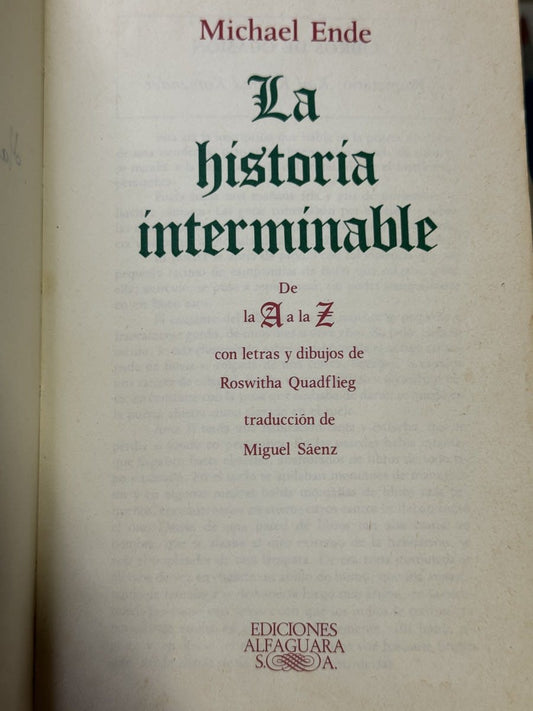 Michael Ende
La
historia
interminable
De
la A a la Z
con letras y dibujos de
Roswitha Quadflieg
traducción de
Miguel Sáenz
EDICIONES
ALFAGUARA
S. A.